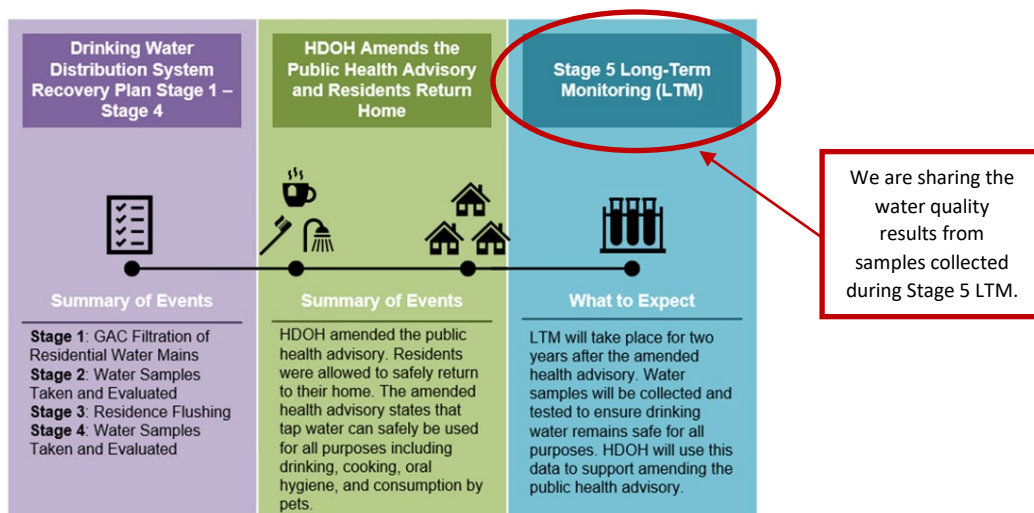 Drinking Water
Distribution System
Recovery Plan Stage 1 –
Stage 4
Summary of Events
Stage 1: GAC Filtration of
Residential Water Mains
Stage 2: Water Samples
Taken and Evaluated
Stage 3: Residence Flushing
Stage 4: Water Samples
Taken and Evaluated
HDOH Amends the
Public Health Advisory
and Residents Return
Home
Summary of Events
HDOH amended the public
health advisory. Residents
were allowed to safely return
to their home. The amended
health advisory states that
tap water can safely be used
for all purposes including
drinking, cooking, oral
hygiene, and consumption by
pets.
Stage 5 Long-Term
Monitoring (LTM)
What to Expect
LTM will take place for two
years after the amended
health advisory. Water
samples will be collected and
tested to ensure drinking
water remains safe for all
purposes. HDOH will use this
data to support amending the
public health advisory.
We are sharing the
water quality
results from
samples collected
during Stage 5 LTM.